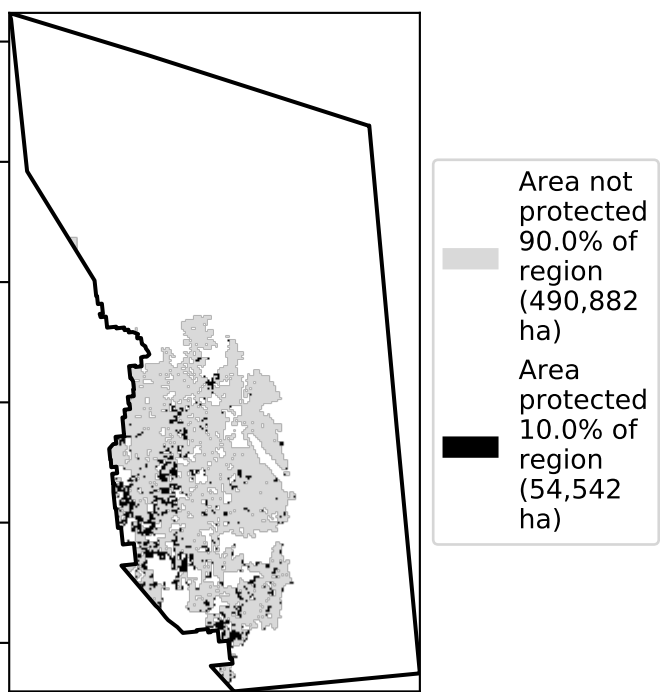 Area not
protected
90.0% of
region
(490,882
ha)
Area
protected
10.0% of
region
(54,542
ha)